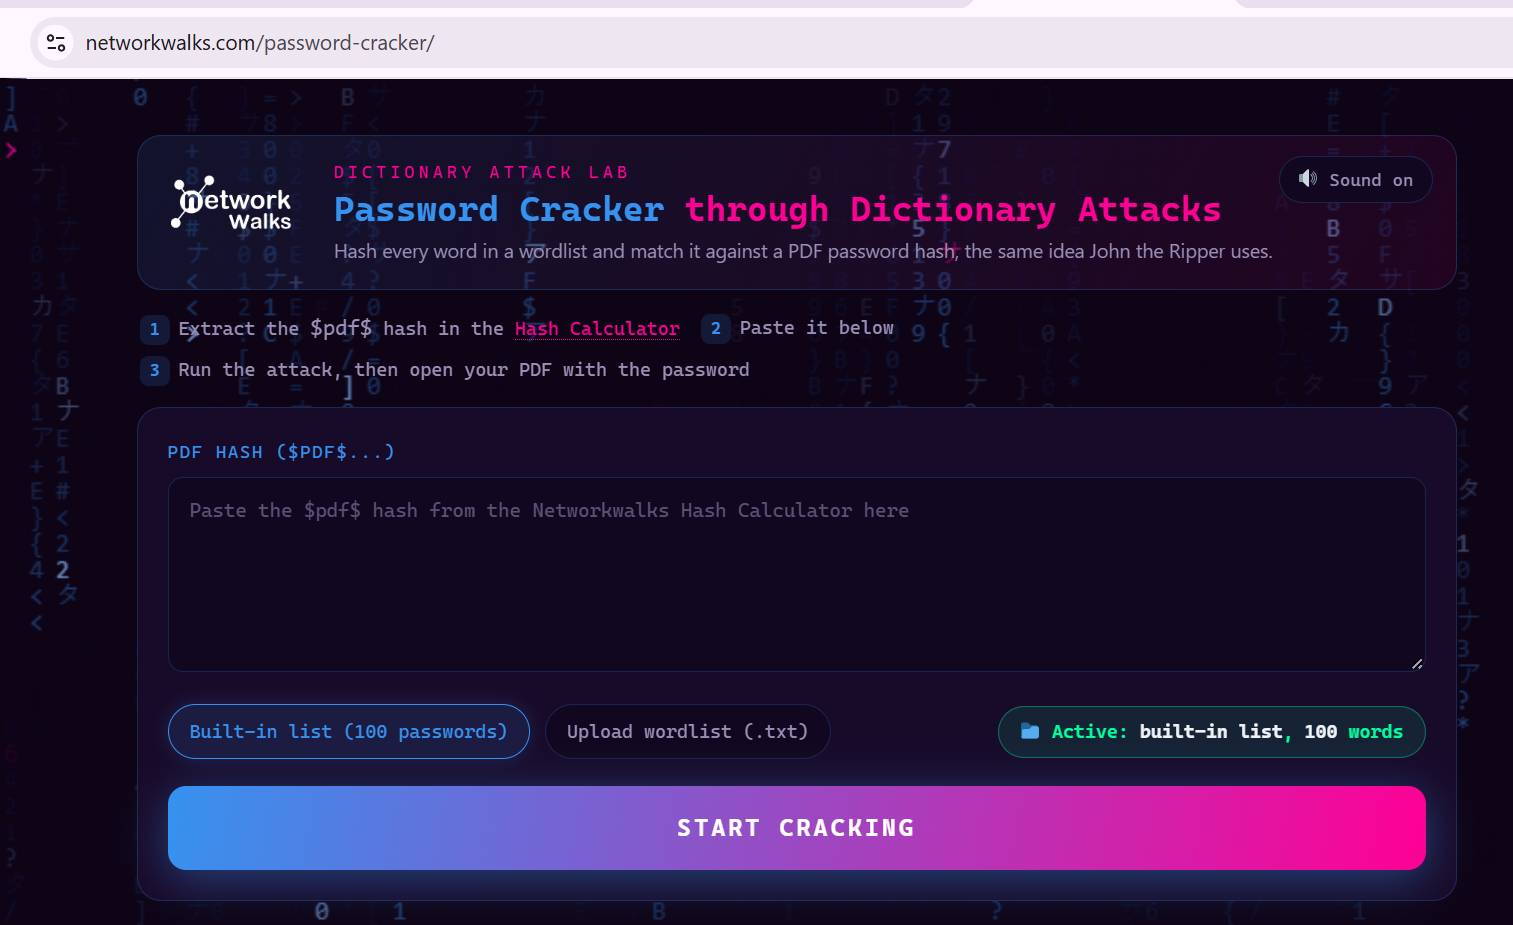 networkwalks.com/password-cracker/
network
Walks
DICTIONARY ATTACK LAB
Password Cracker through Dictionary Attacks
Hash every word in a wordlist and match it against a PDF password hash, the same idea John the Ripper uses.
Sound on
1 Extract the $pdf$ hash in the Hash Calculator 2 Paste it below
3 Run the attack, then open your PDF with the password
PDF HASH ($PDF$...)
Paste the $pdf$ hash from the Networkwalks Hash Calculator here
Built-in list (100 passwords) Upload wordlist (.txt) Active: built-in list, 100 words
START CRACKING